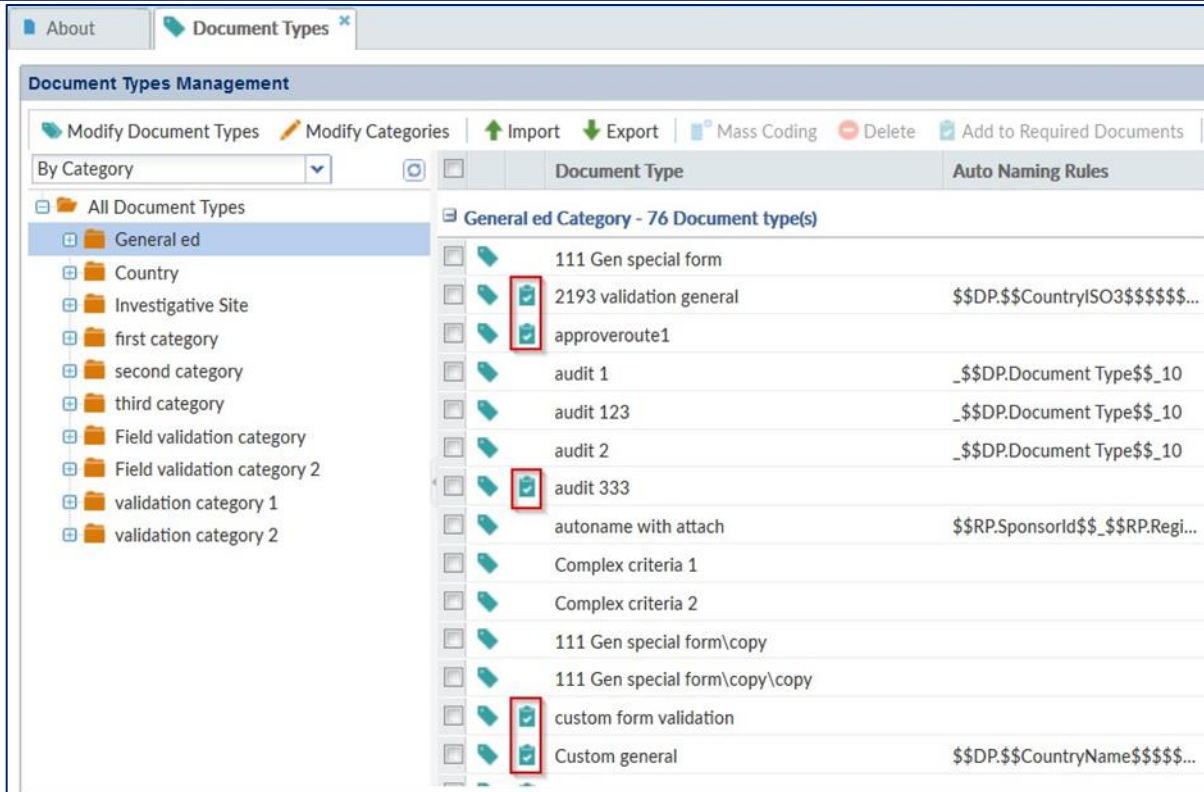 About
Document Types
Document Types Management
Modify Document Types Modify Categories Import Export Mass Coding Delete Add to Required Documents
By Category
Document Type Auto Naming Rules
All Document Types
General ed
Country
Investigative Site
first category
second category
third category
Field validation category
Field validation category 2
validation category 1
validation category 2
General ed Category - 76 Document type(s)
111 Gen special form
2193 validation general $$DP.$$CountryISO3$$$$$$...
approveroute1
audit 1 _$$DP.Document Type$$_10
audit 123 _$$DP.Document Type$$_10
audit 2 _$$DP.Document Type$$_10
audit 333
autoname with attach $$RP.SponsorId$$_$$RP.Regi...
Complex criteria 1
Complex criteria 2
111 Gen special form\copy
111 Gen special form\copy\copy
custom form validation
Custom general $$DP.$$CountryName$$$$$...